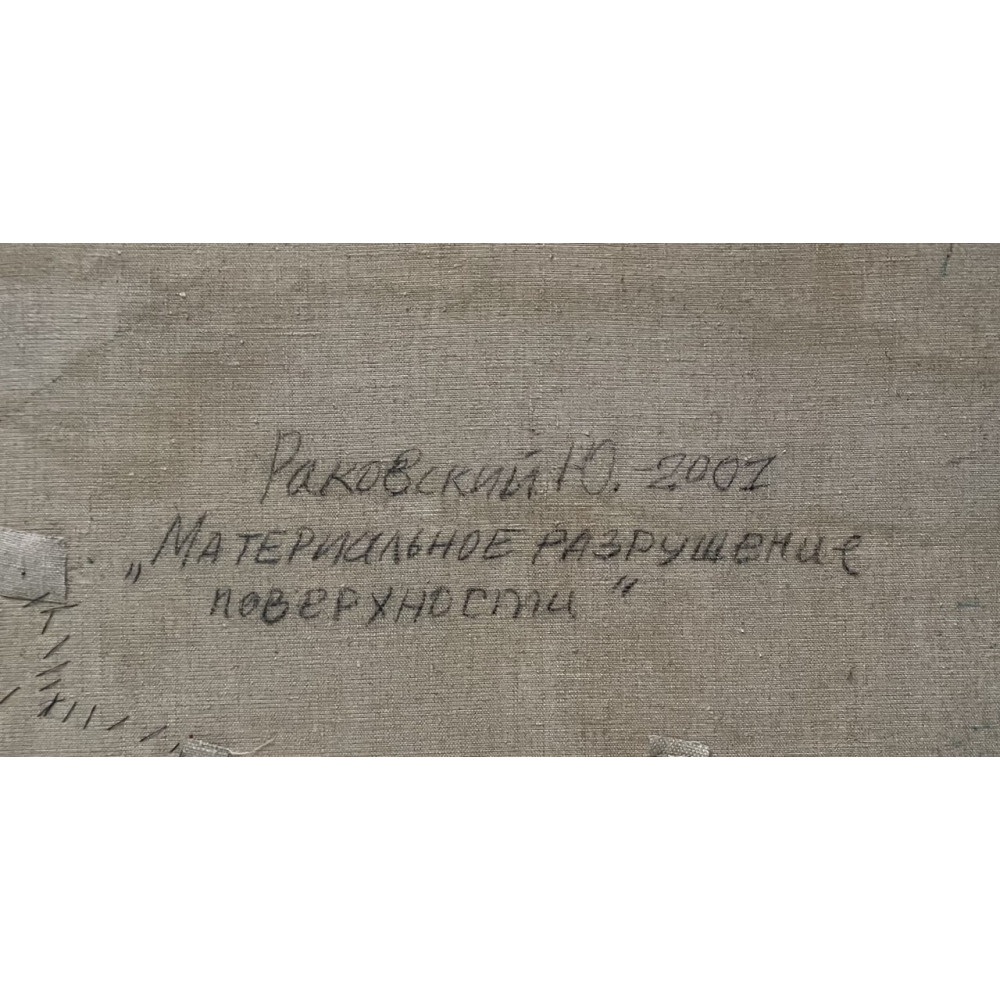 Раковский Ю. - 2001
„Материальное разрушение
поверхности"